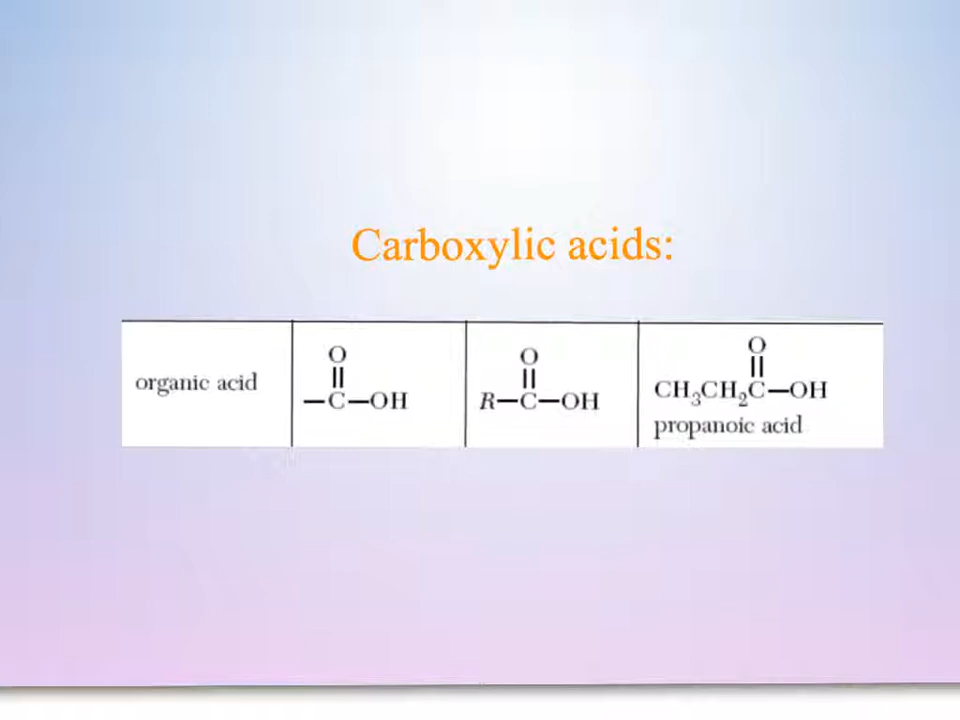 Carboxylic acids:
organic acid
O
||
—C—OH
O
||
R—C—OH
O
||
CH₃CH₂C—OH
propanoic acid